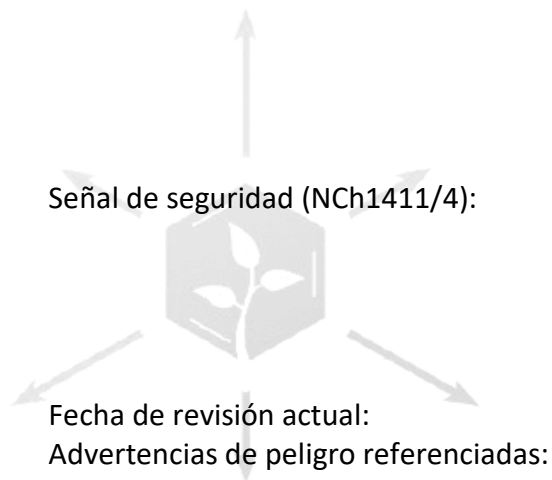 Señal de seguridad (NCh1411/4):
Fecha de revisión actual:
Advertencias de peligro referenciadas: